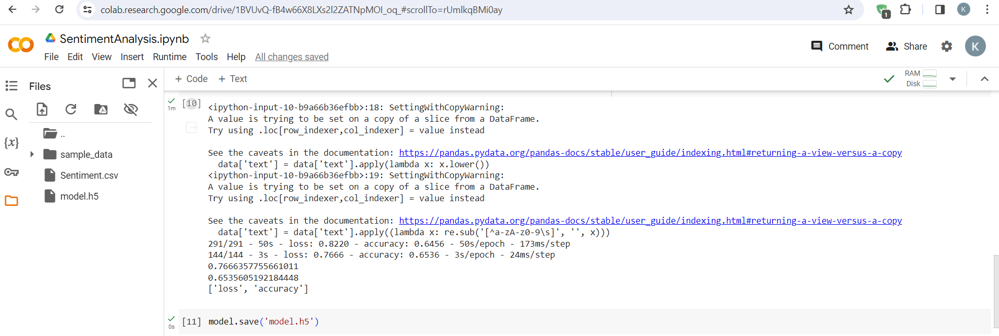 colab.research.google.com/drive/1BVUvQ-fB4w66X8LXs2l2ZATNpMOI_oq_#scrollTo=rUmlkqBMi0ay
1
K
CO
SentimentAnalysis.ipynb
File Edit View Insert Runtime Tools Help All changes saved
Comment Share K
Files
+ Code + Text
RAM
Disk
{x}
..
sample_data
Sentiment.csv
model.h5
1m
[10]
<ipython-input-10-b9a66b36efbb>:18: SettingWithCopyWarning:
A value is trying to be set on a copy of a slice from a DataFrame.
Try using .loc[row_indexer,col_indexer] = value instead
See the caveats in the documentation: https://pandas.pydata.org/pandas-docs/stable/user_guide/indexing.html#returning-a-view-versus-a-copy
data['text'] = data['text'].apply(lambda x: x.lower())
<ipython-input-10-b9a66b36efbb>:19: SettingWithCopyWarning:
A value is trying to be set on a copy of a slice from a DataFrame.
Try using .loc[row_indexer,col_indexer] = value instead
See the caveats in the documentation: https://pandas.pydata.org/pandas-docs/stable/user_guide/indexing.html#returning-a-view-versus-a-copy
data['text'] = data['text'].apply((lambda x: re.sub('[^a-zA-z0-9\s]', '', x)))
291/291 - 50s - loss: 0.8220 - accuracy: 0.6456 - 50s/epoch - 173ms/step
144/144 - 3s - loss: 0.7666 - accuracy: 0.6536 - 3s/epoch - 24ms/step
0.7666357755661011
0.6535605192184448
['loss', 'accuracy']
0s
[11] model.save('model.h5')